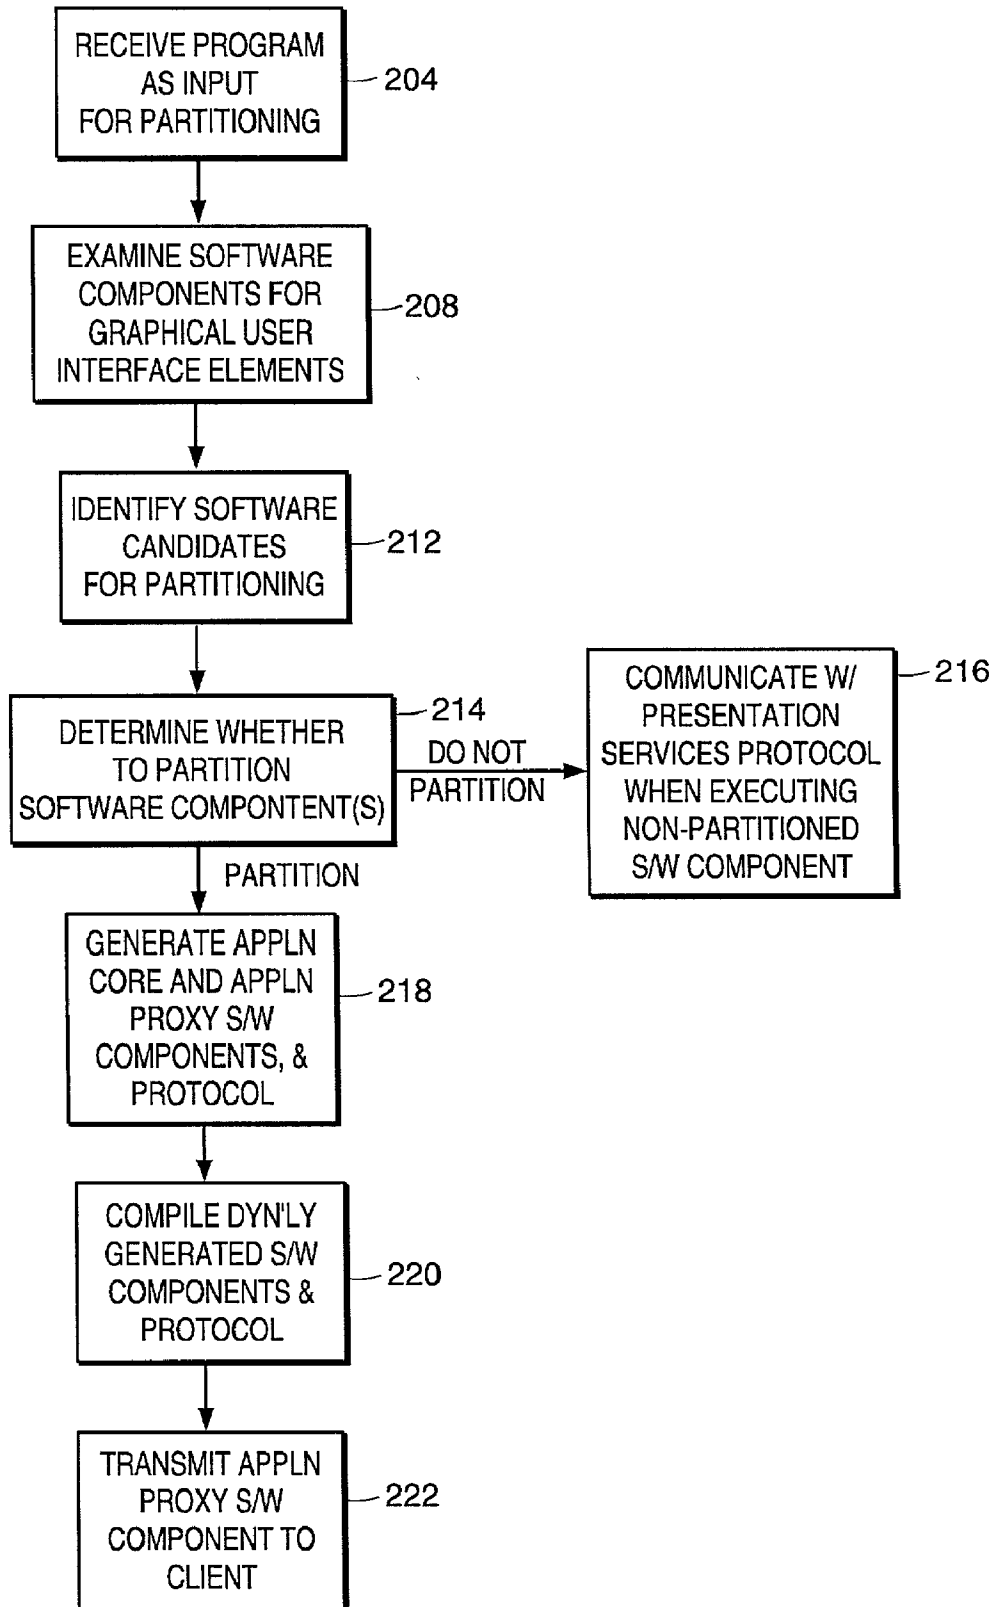 RECEIVE PROGRAM
AS INPUT
FOR PARTITIONING
204
EXAMINE SOFTWARE
COMPONENTS FOR
GRAPHICAL USER
INTERFACE ELEMENTS
208
IDENTIFY SOFTWARE
CANDIDATES
FOR PARTITIONING
212
DETERMINE WHETHER
TO PARTITION
SOFTWARE COMPONTENT(S)
214
DO NOT
PARTITION
COMMUNICATE W/
PRESENTATION
SERVICES PROTOCOL
WHEN EXECUTING
NON-PARTITIONED
S/W COMPONENT
216
PARTITION
GENERATE APPLN
CORE AND APPLN
PROXY S/W
COMPONENTS, &
PROTOCOL
218
COMPILE DYN'LY
GENERATED S/W
COMPONENTS &
PROTOCOL
220
TRANSMIT APPLN
PROXY S/W
COMPONENT TO
CLIENT
222